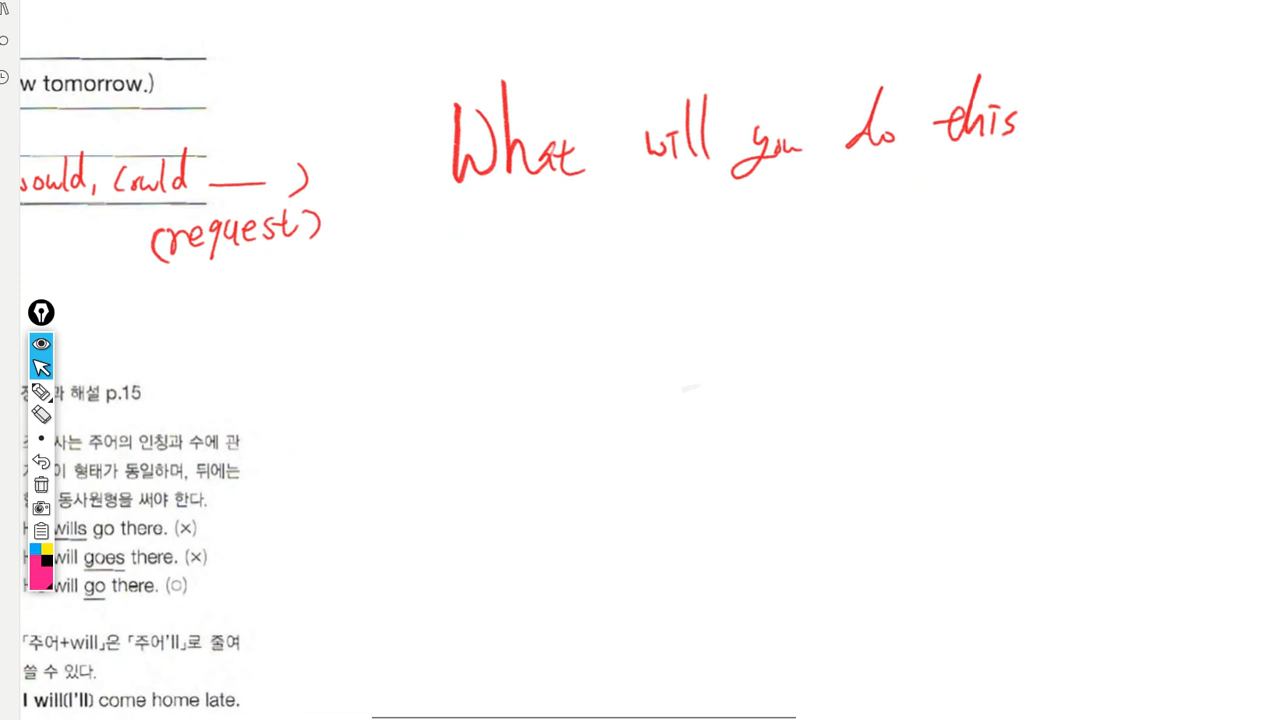 w tomorrow.)
What will you do this
would, could )
(request)
과 해설 p.15
사는 주어의 인칭과 수에 관
이 형태가 동일하며, 뒤에는
동사원형을 써야 한다.
wills go there. (×)
will goes there. (×)
will go there. (○)
「주어+will」은 「주어'll」로 줄여
쓸 수 있다.
I will(I'll) come home late.